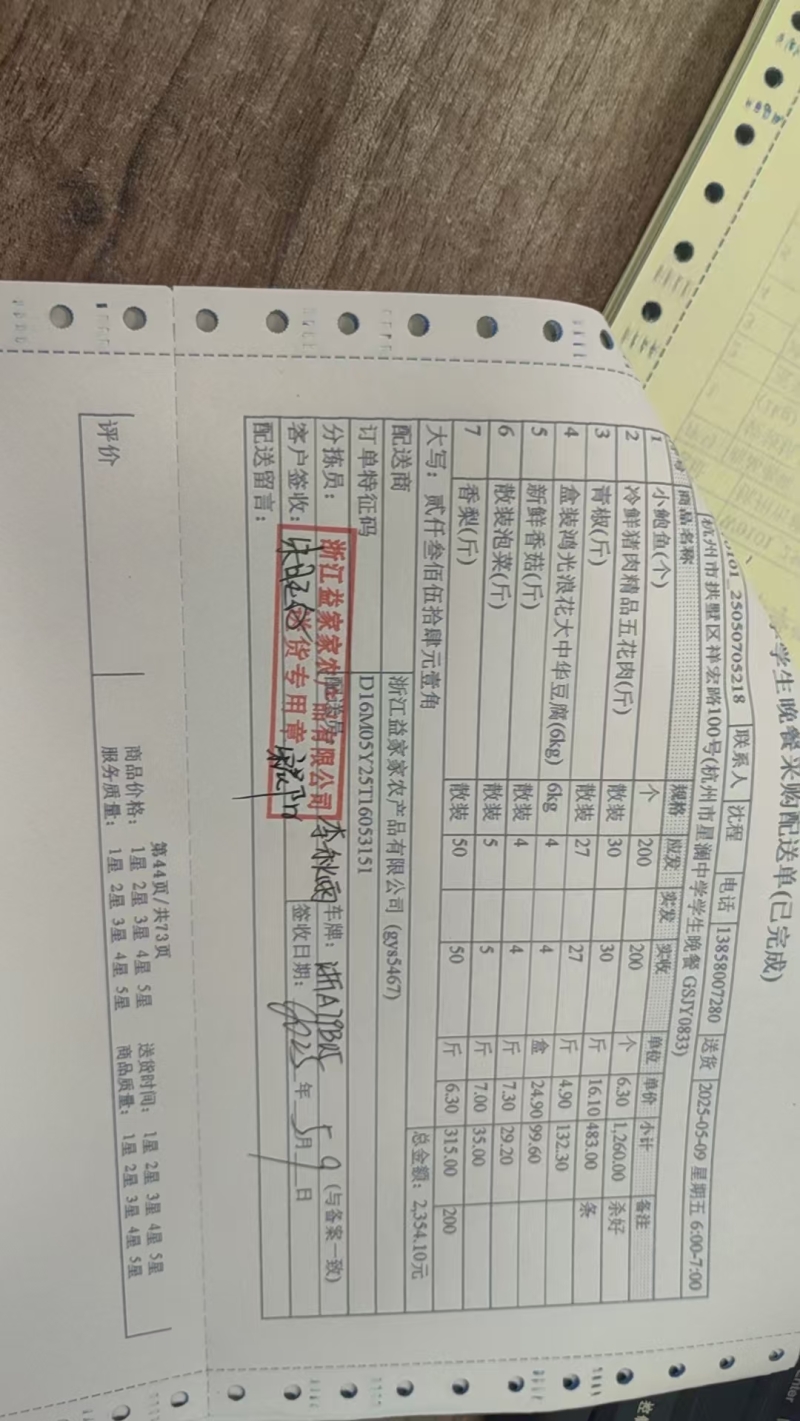 学生晚餐采购配送单(已完成)
101_25050705218 联系人 沈程 电话 13858007280 送货 2025-05-09 星期五 6:00-7:00
杭州市拱墅区祥宏路100号(杭州市星澜中学学生晚餐 GSJY0833)
商品名称 规格 应发 实发 实收 单位 单价 小计 备注
1 小鲍鱼(个) 个 200 200 个 6.30 1,260.00 杀好
2 冷鲜猪肉精品五花肉(斤) 散装 30 30 斤 16.10 483.00 条
3 青椒(斤) 散装 27 27 斤 4.90 132.30
4 盒装鸿光浪花大中华豆腐(6kg) 6kg 4 4 盒 24.90 99.60
5 新鲜香菇(斤) 散装 4 4 斤 7.30 29.20
6 散装泡菜(斤) 散装 5 5 斤 7.00 35.00
7 香梨(斤) 散装 50 50 斤 6.30 315.00 200
大写：贰仟叁佰伍拾肆元壹角 总金额：2,354.10元
配送商 浙江益家家农产品有限公司 (gys5467)
订单特征码 D16M05Y25T16053151
分拣员： 配送员 李秋雨 车牌： (与备案一致)
浙江益家家农产品有限公司
送货专用章
客户签收： 签收日期： 2025 年 5 月 9 日
配送留言：
第44页/共73页
评价 商品价格： 1星 2星 3星 4星 5星 送货时间： 1星 2星 3星 4星 5星
服务质量： 1星 2星 3星 4星 5星 商品质量： 1星 2星 3星 4星 5星